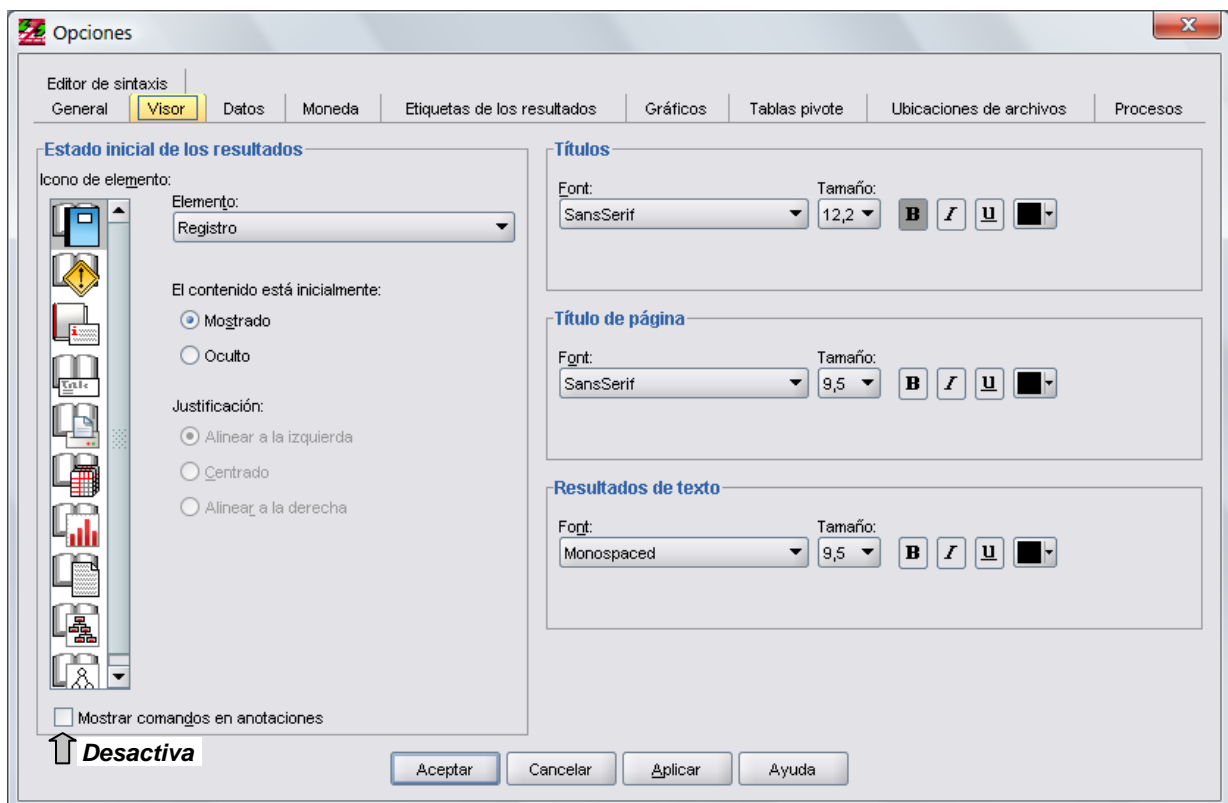 Opciones
Editor de sintaxis
General Visor Datos Moneda Etiquetas de los resultados Gráficos Tablas pivote Ubicaciones de archivos Procesos
Estado inicial de los resultados
Icono de elemento:
Elemento:
Registro
El contenido está inicialmente:
Mostrado
Oculto
Justificación:
Alinear a la izquierda
Centrado
Alinear a la derecha
Mostrar comandos en anotaciones
Desactiva
Títulos
Font: Tamaño:
SansSerif 12,2 B I U
Título de página
Font: Tamaño:
SansSerif 9,5 B I U
Resultados de texto
Font: Tamaño:
Monospaced 9,5 B I U
Aceptar Cancelar Aplicar Ayuda